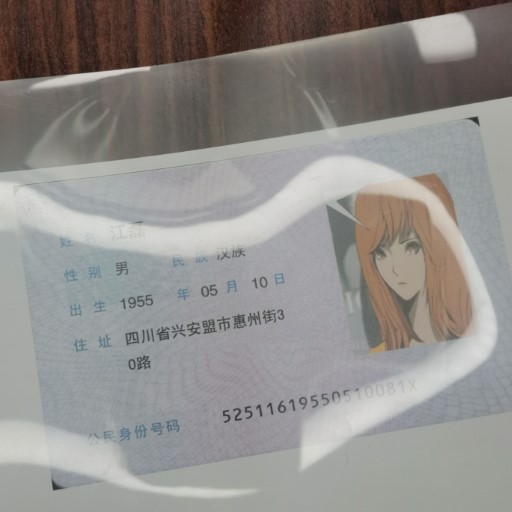 姓名 江磊
性别 男 民族 汉族
出生 1955 年 05 月 10 日
住址 四川省兴安盟市惠州街3
0路
公民身份号码 52511619550510081X